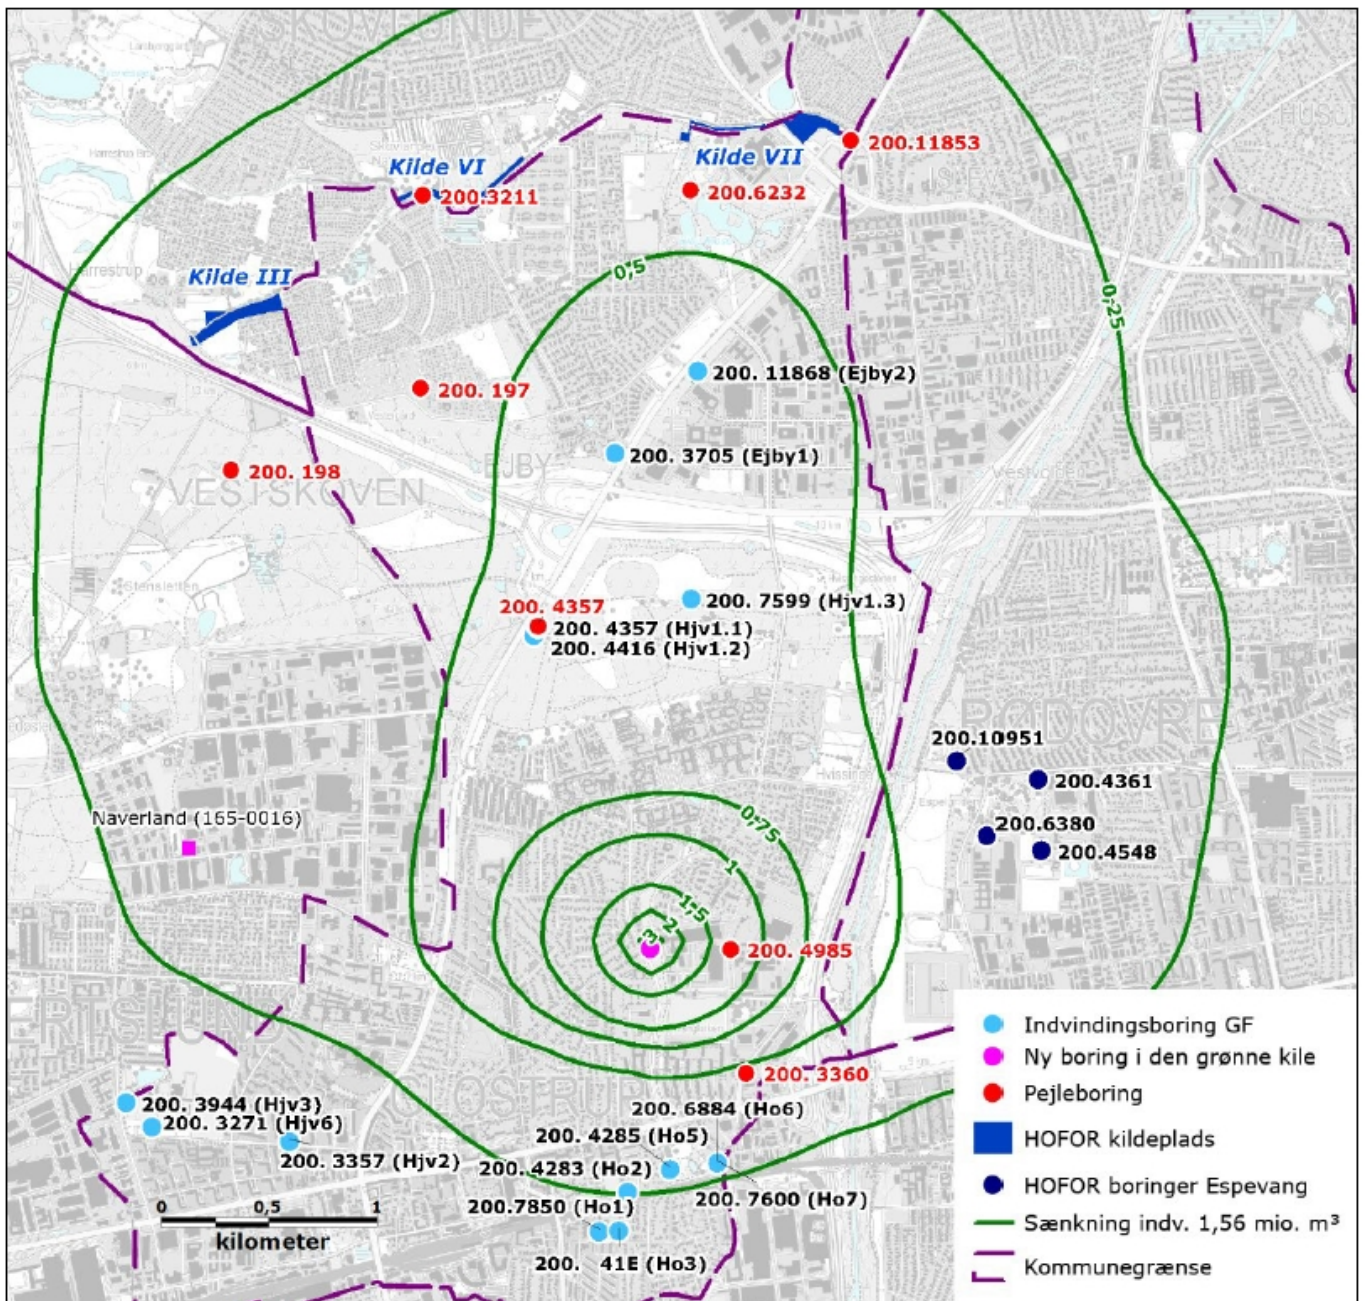 SKOVLUNDE
Kilde VI
Kilde VII
200.11853
200.3211
200.6232
Harrestrup
Kilde III
0,5
0,25
200. 11868 (Ejby2)
200. 197
200. 3705 (Ejby1)
EJBY
200. 198
VESTSKOVEN
Vestvolden
200. 4357
200. 7599 (Hjv1.3)
200. 4357 (Hjv1.1)
200. 4416 (Hjv1.2)
RØDOVRE
200.10951
Hvissinge
200.4361
Naverland (165-0016)
0,75
200.6380
200.4548
1
1,5
2
3
200. 4985
200. 3360
200. 3944 (Hjv3)
200. 6884 (Ho6)
200. 3271 (Hjv6)
200. 4285 (Ho5)
200. 3357 (Hjv2)
200. 4283 (Ho2)
200. 7600 (Ho7)
200.7850 (Ho1)
200. 41E (Ho3)
0 0,5 1
kilometer
Indvindingsboring GF
Ny boring i den grønne kile
Pejleboring
HOFOR kildeplads
HOFOR boringer Espevang
Sænkning indv. 1,56 mio. m³
Kommunegrænse